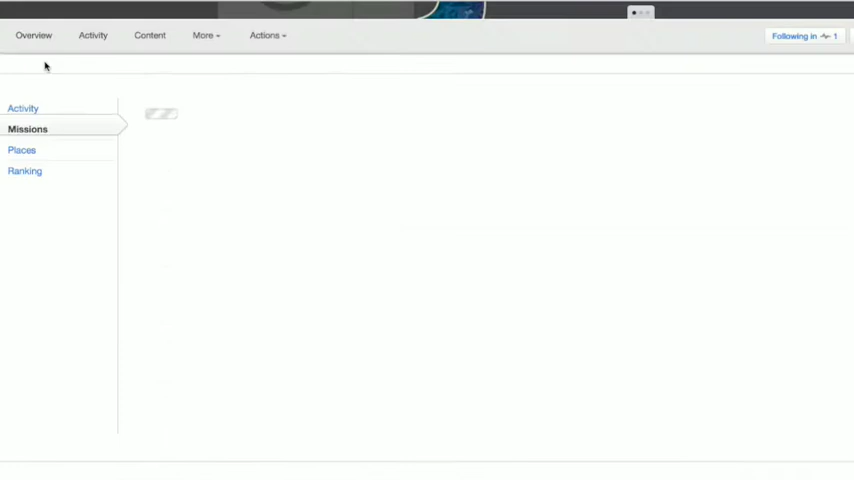 Overview Activity Content More Actions Following in 1
Activity
Missions
Places
Ranking